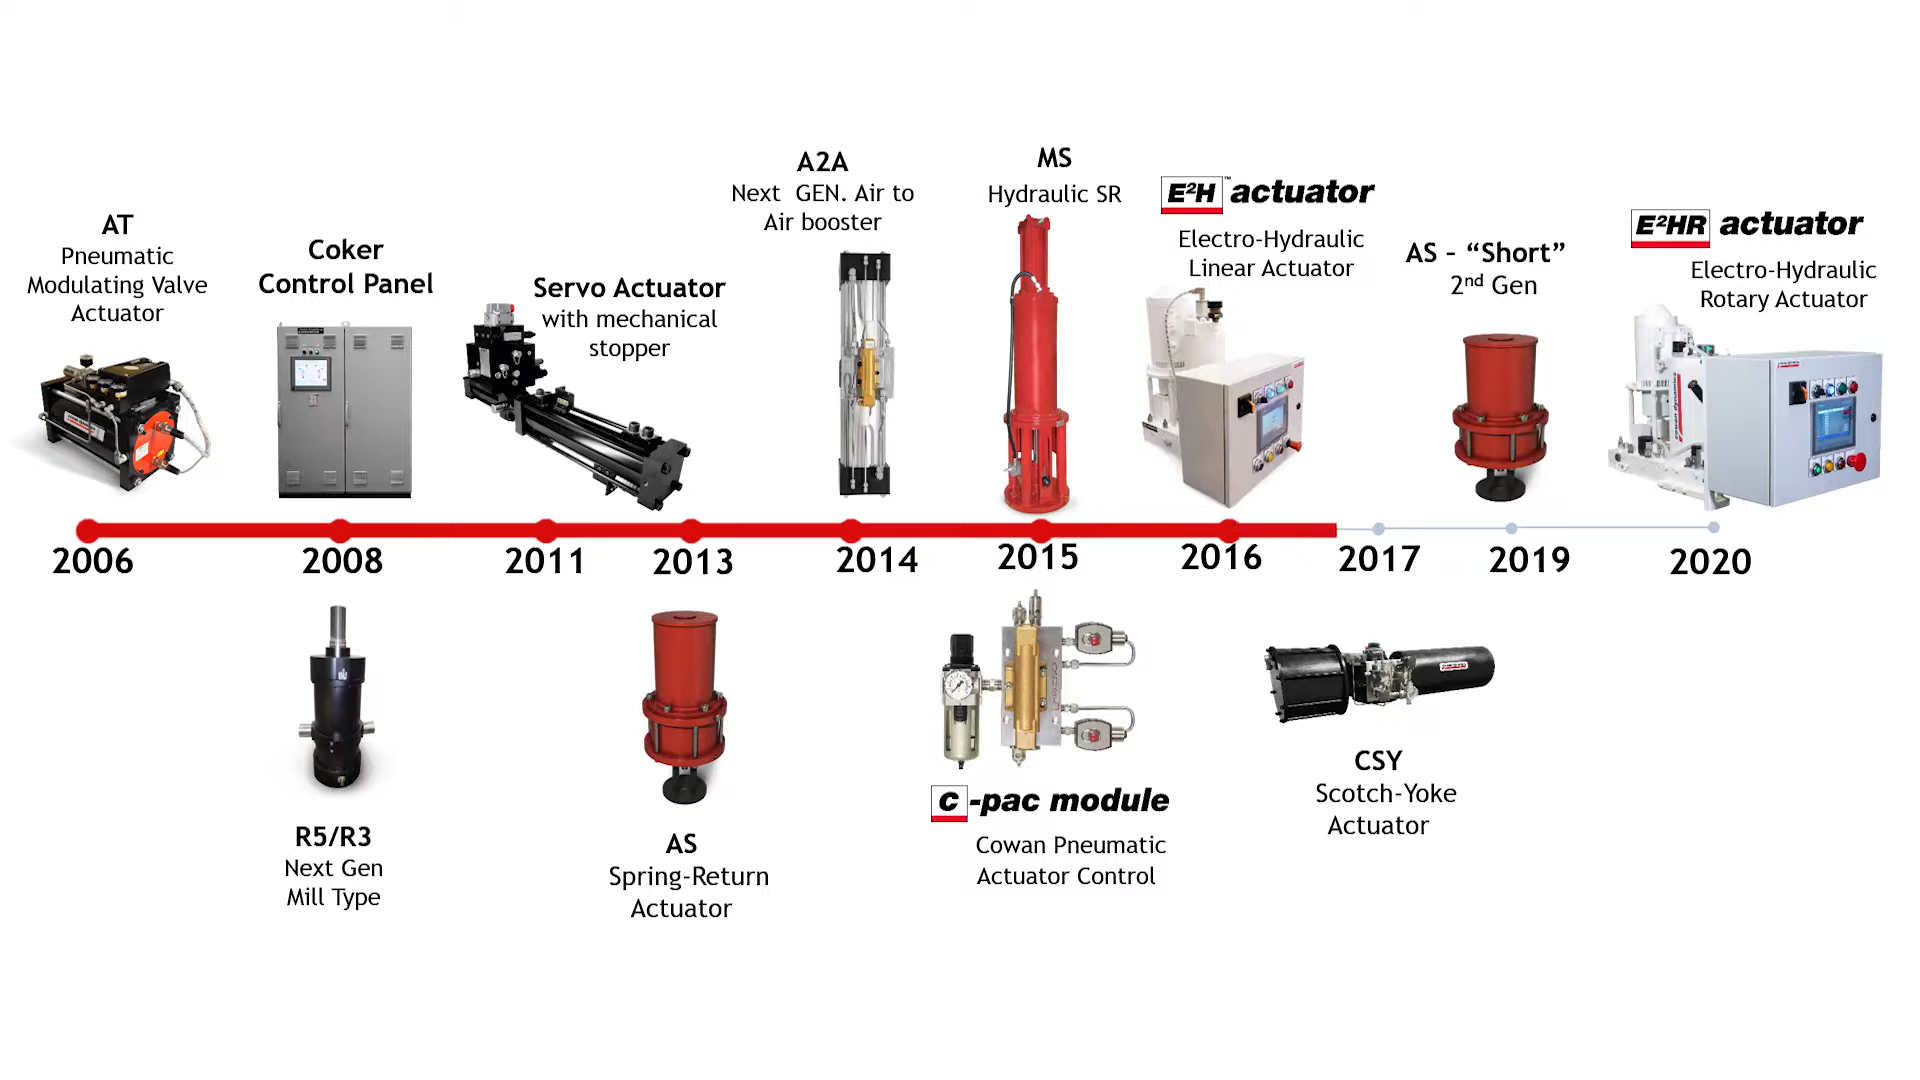 AT
Pneumatic
Modulating Valve
Actuator
Coker
Control Panel
Servo Actuator
with mechanical
stopper
A2A
Next GEN. Air to
Air booster
MS
Hydraulic SR
E²H™ actuator
Electro-Hydraulic
Linear Actuator
AS – “Short”
2nd Gen
E²HR actuator
Electro-Hydraulic
Rotary Actuator
2006
2008
2011
2013
2014
2015
2016
2017
2019
2020
R5/R3
Next Gen
Mill Type
AS
Spring-Return
Actuator
c-pac module
Cowan Pneumatic
Actuator Control
CSY
Scotch-Yoke
Actuator
cowan dynamics